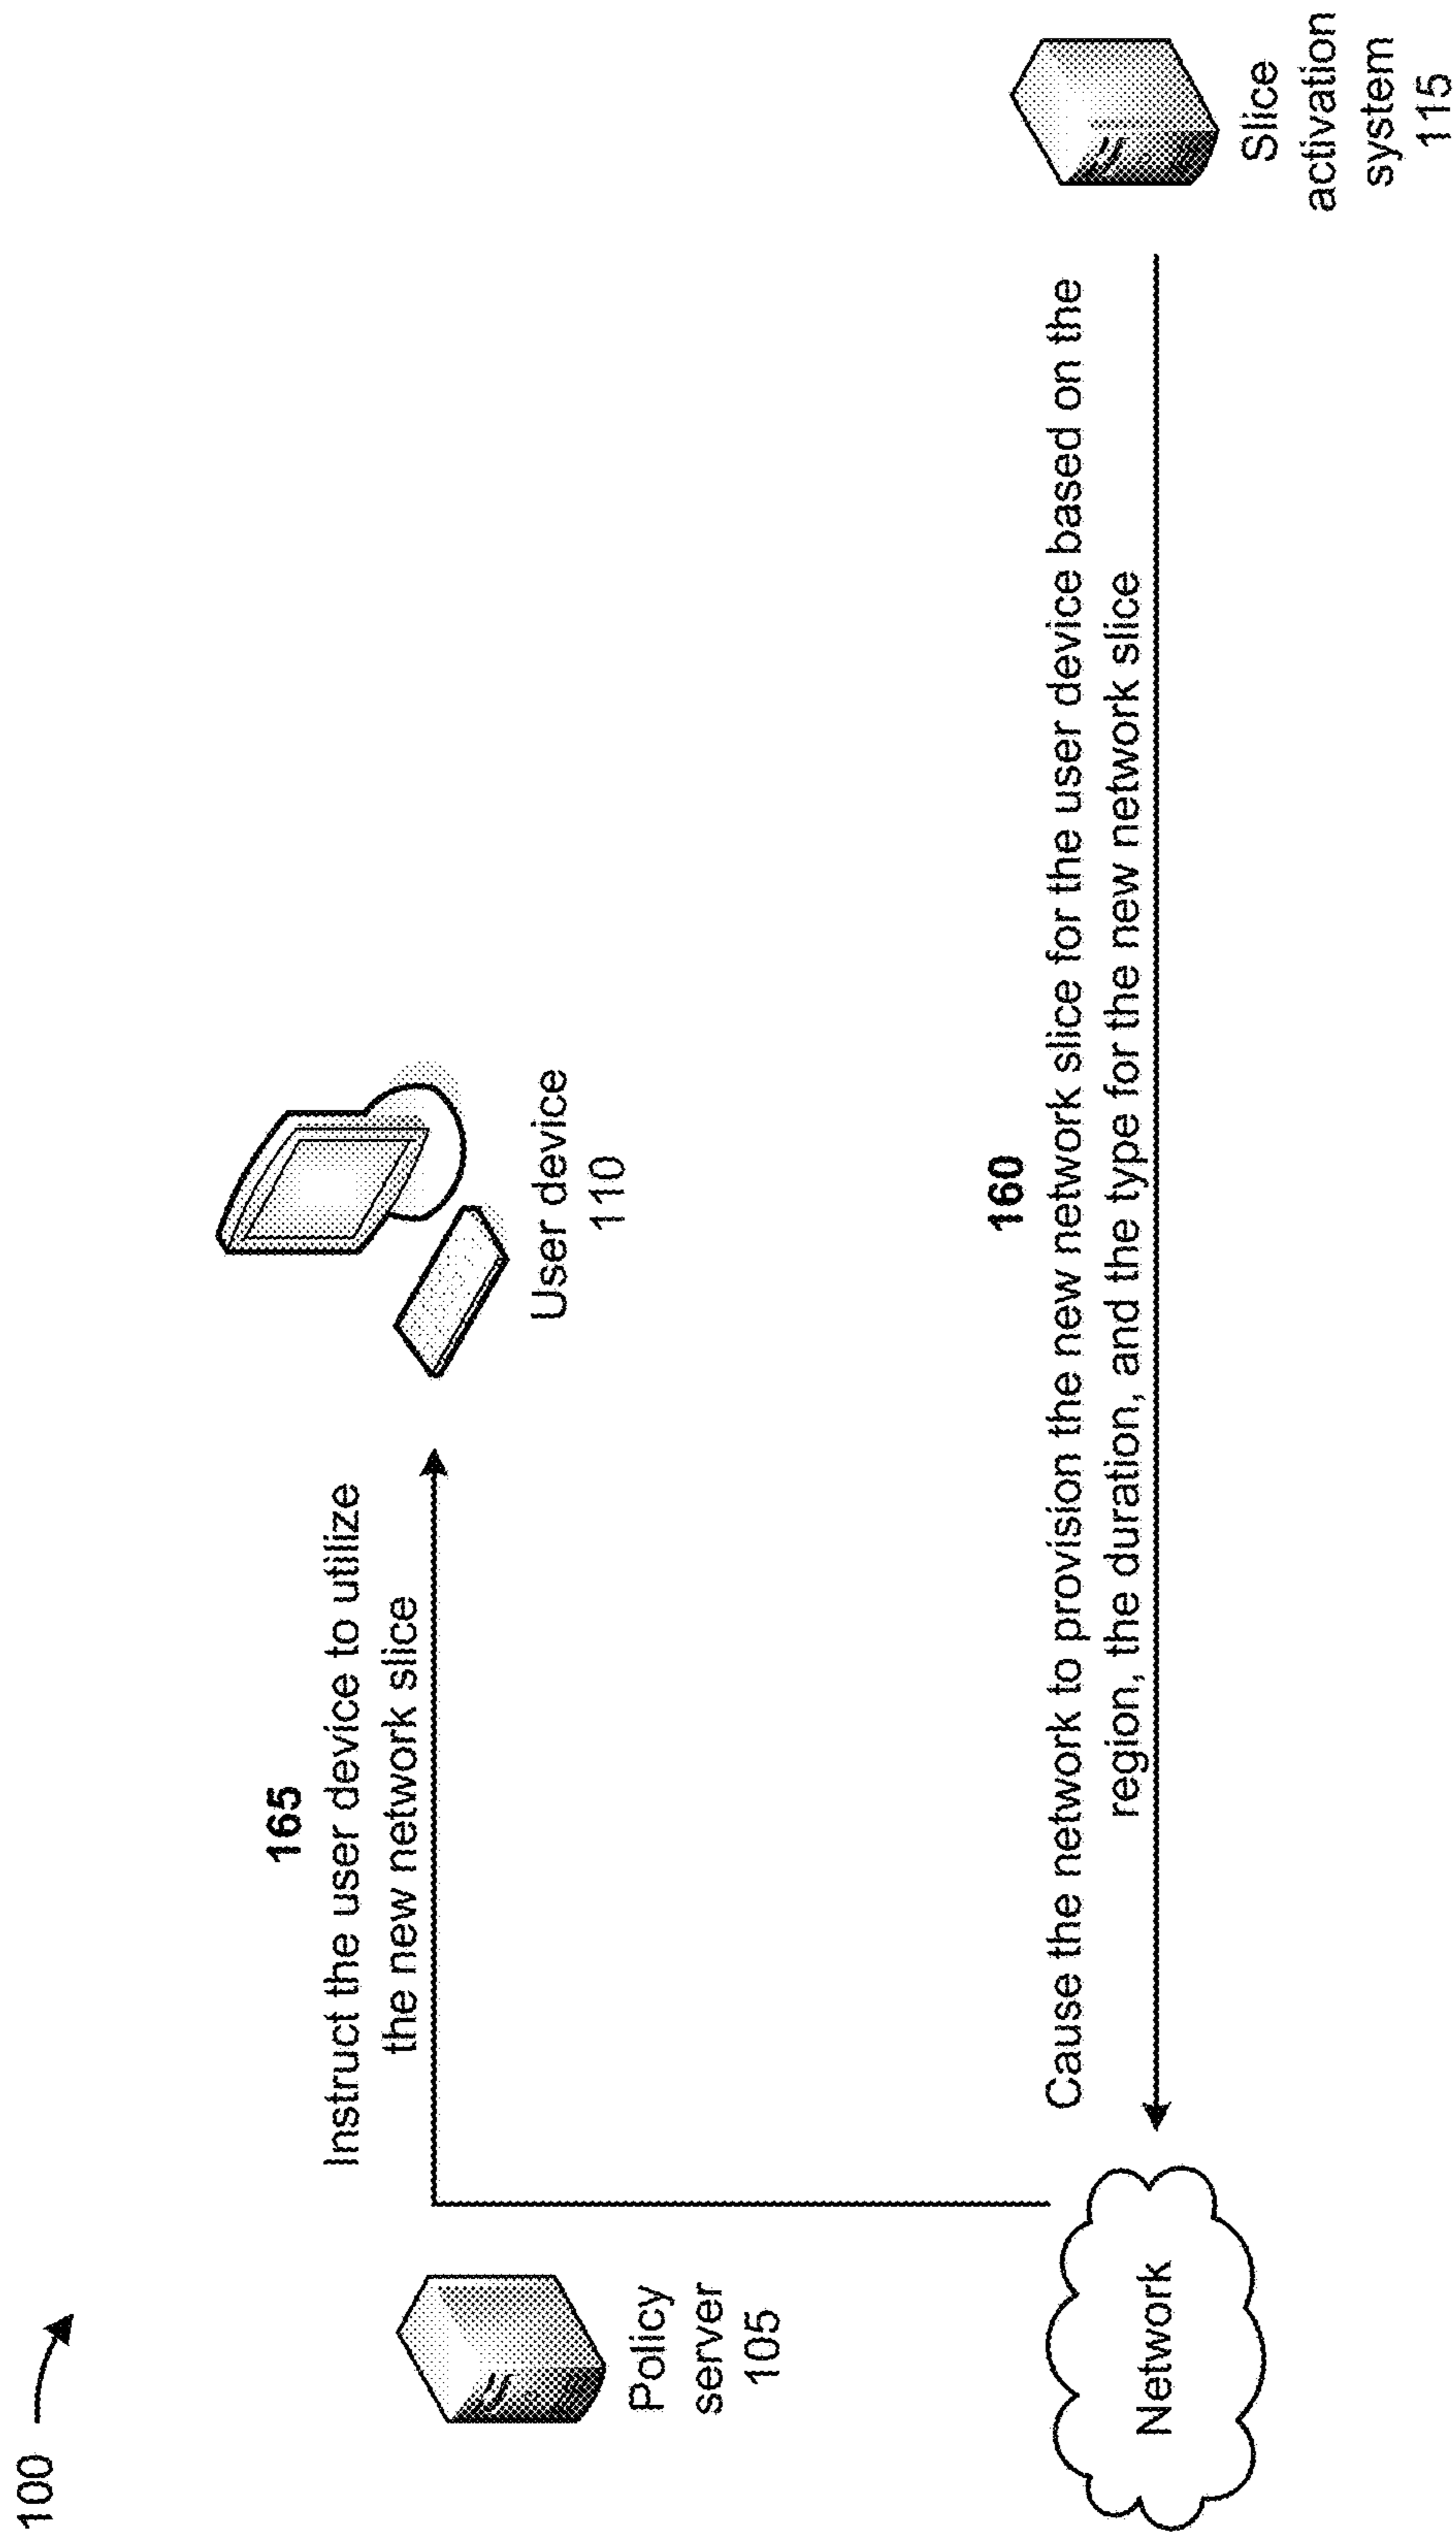 100
165
Instruct the user device to utilize
the new network slice
Policy
server
105
User device
110
160
Cause the network to provision the new network slice for the user device based on the
region, the duration, and the type for the new network slice
Network
Slice
activation
system
115